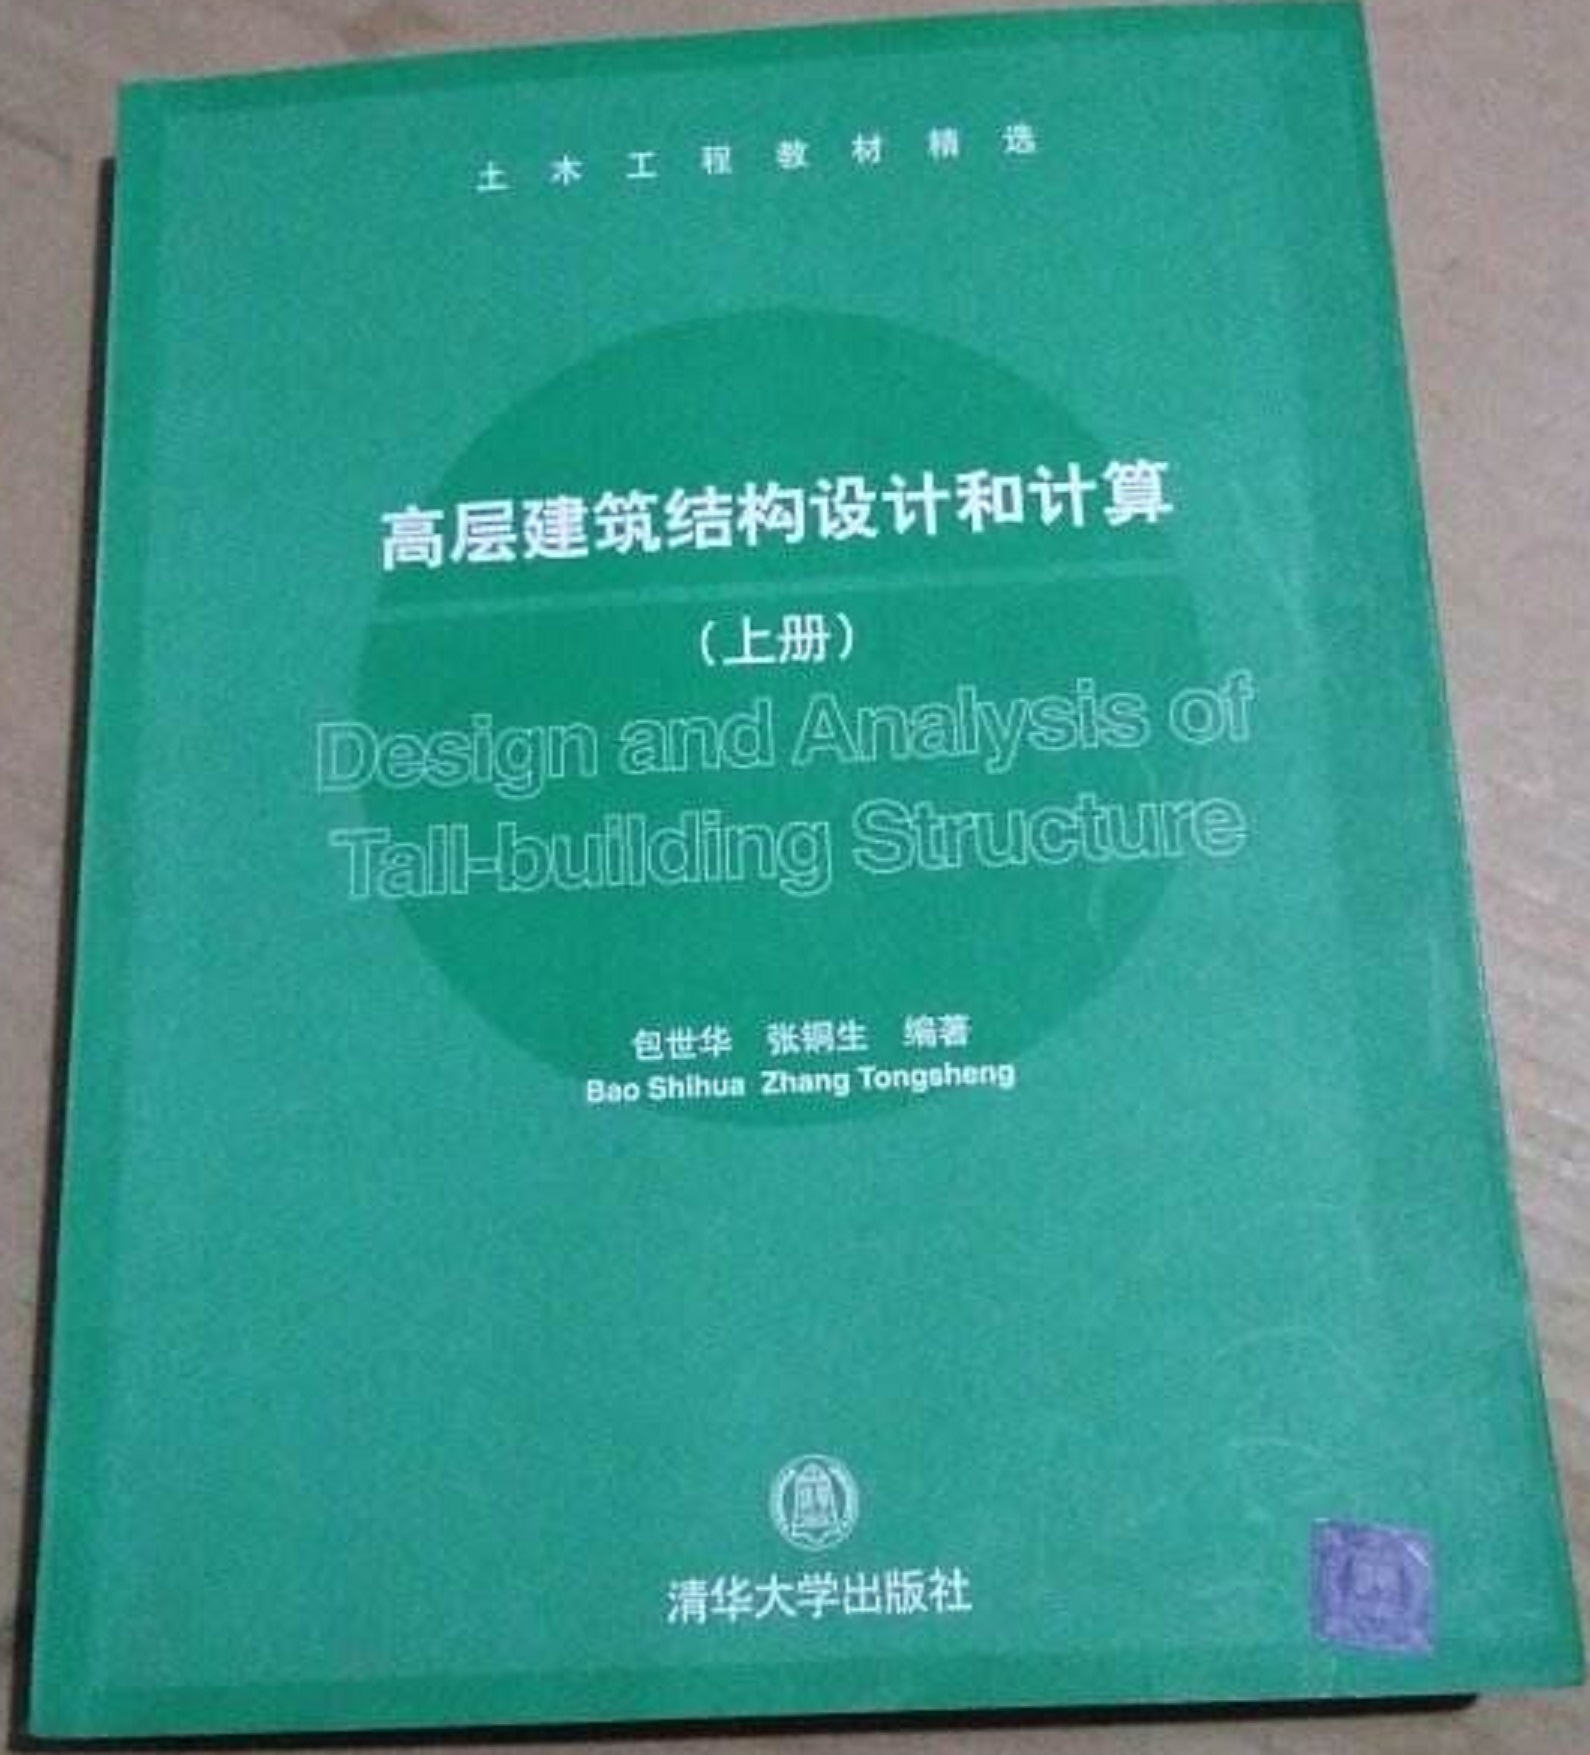 土木工程教材精选
高层建筑结构设计和计算
（上册）
Design and Analysis of
Tall-building Structure
包世华 张铜生 编著
Bao Shihua Zhang Tongsheng
清华大学出版社